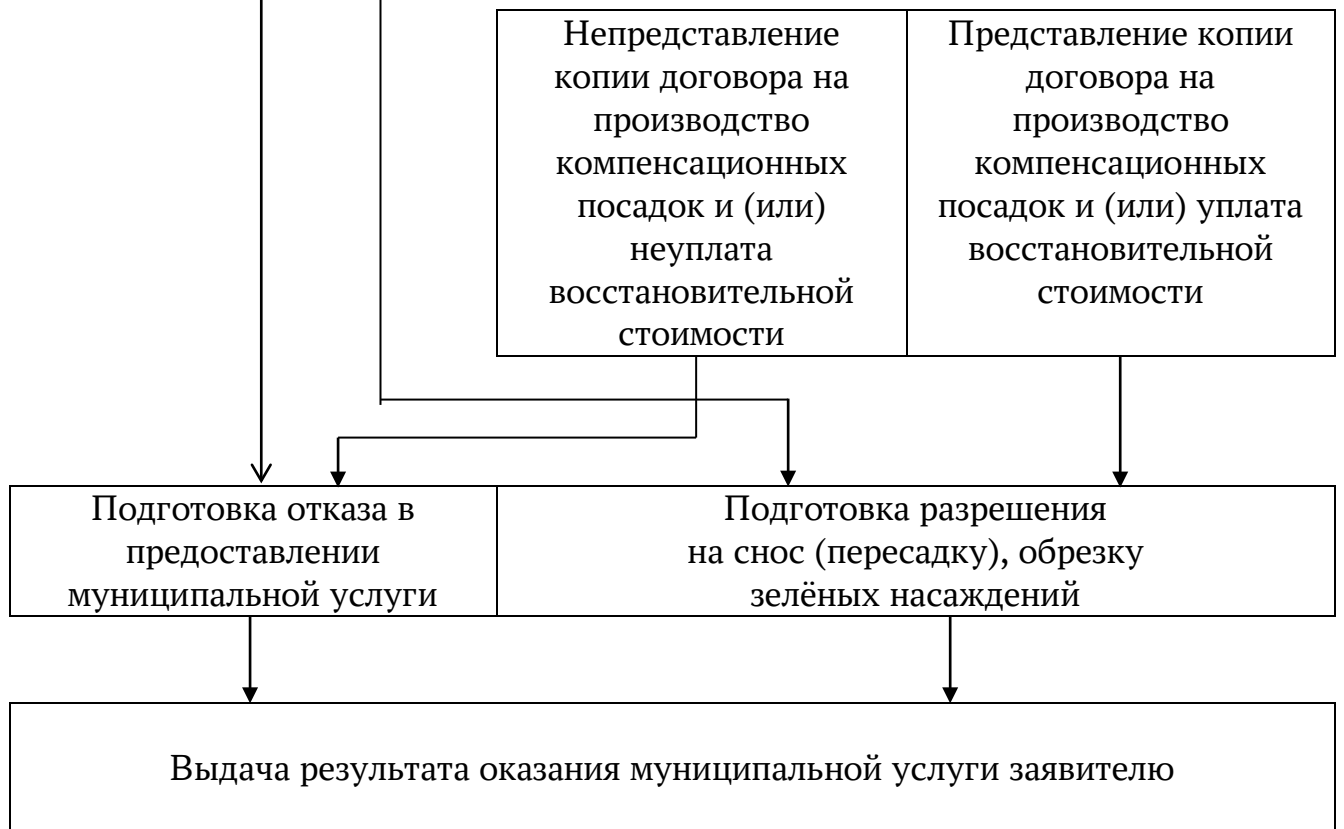 Непредставление
копии договора на
производство
компенсационных
посадок и (или)
неуплата
восстановительной
стоимости
Представление копии
договора на
производство
компенсационных
посадок и (или) уплата
восстановительной
стоимости
Подготовка отказа в
предоставлении
муниципальной услуги
Подготовка разрешения
на снос (пересадку), обрезку
зелёных насаждений
Выдача результата оказания муниципальной услуги заявителю